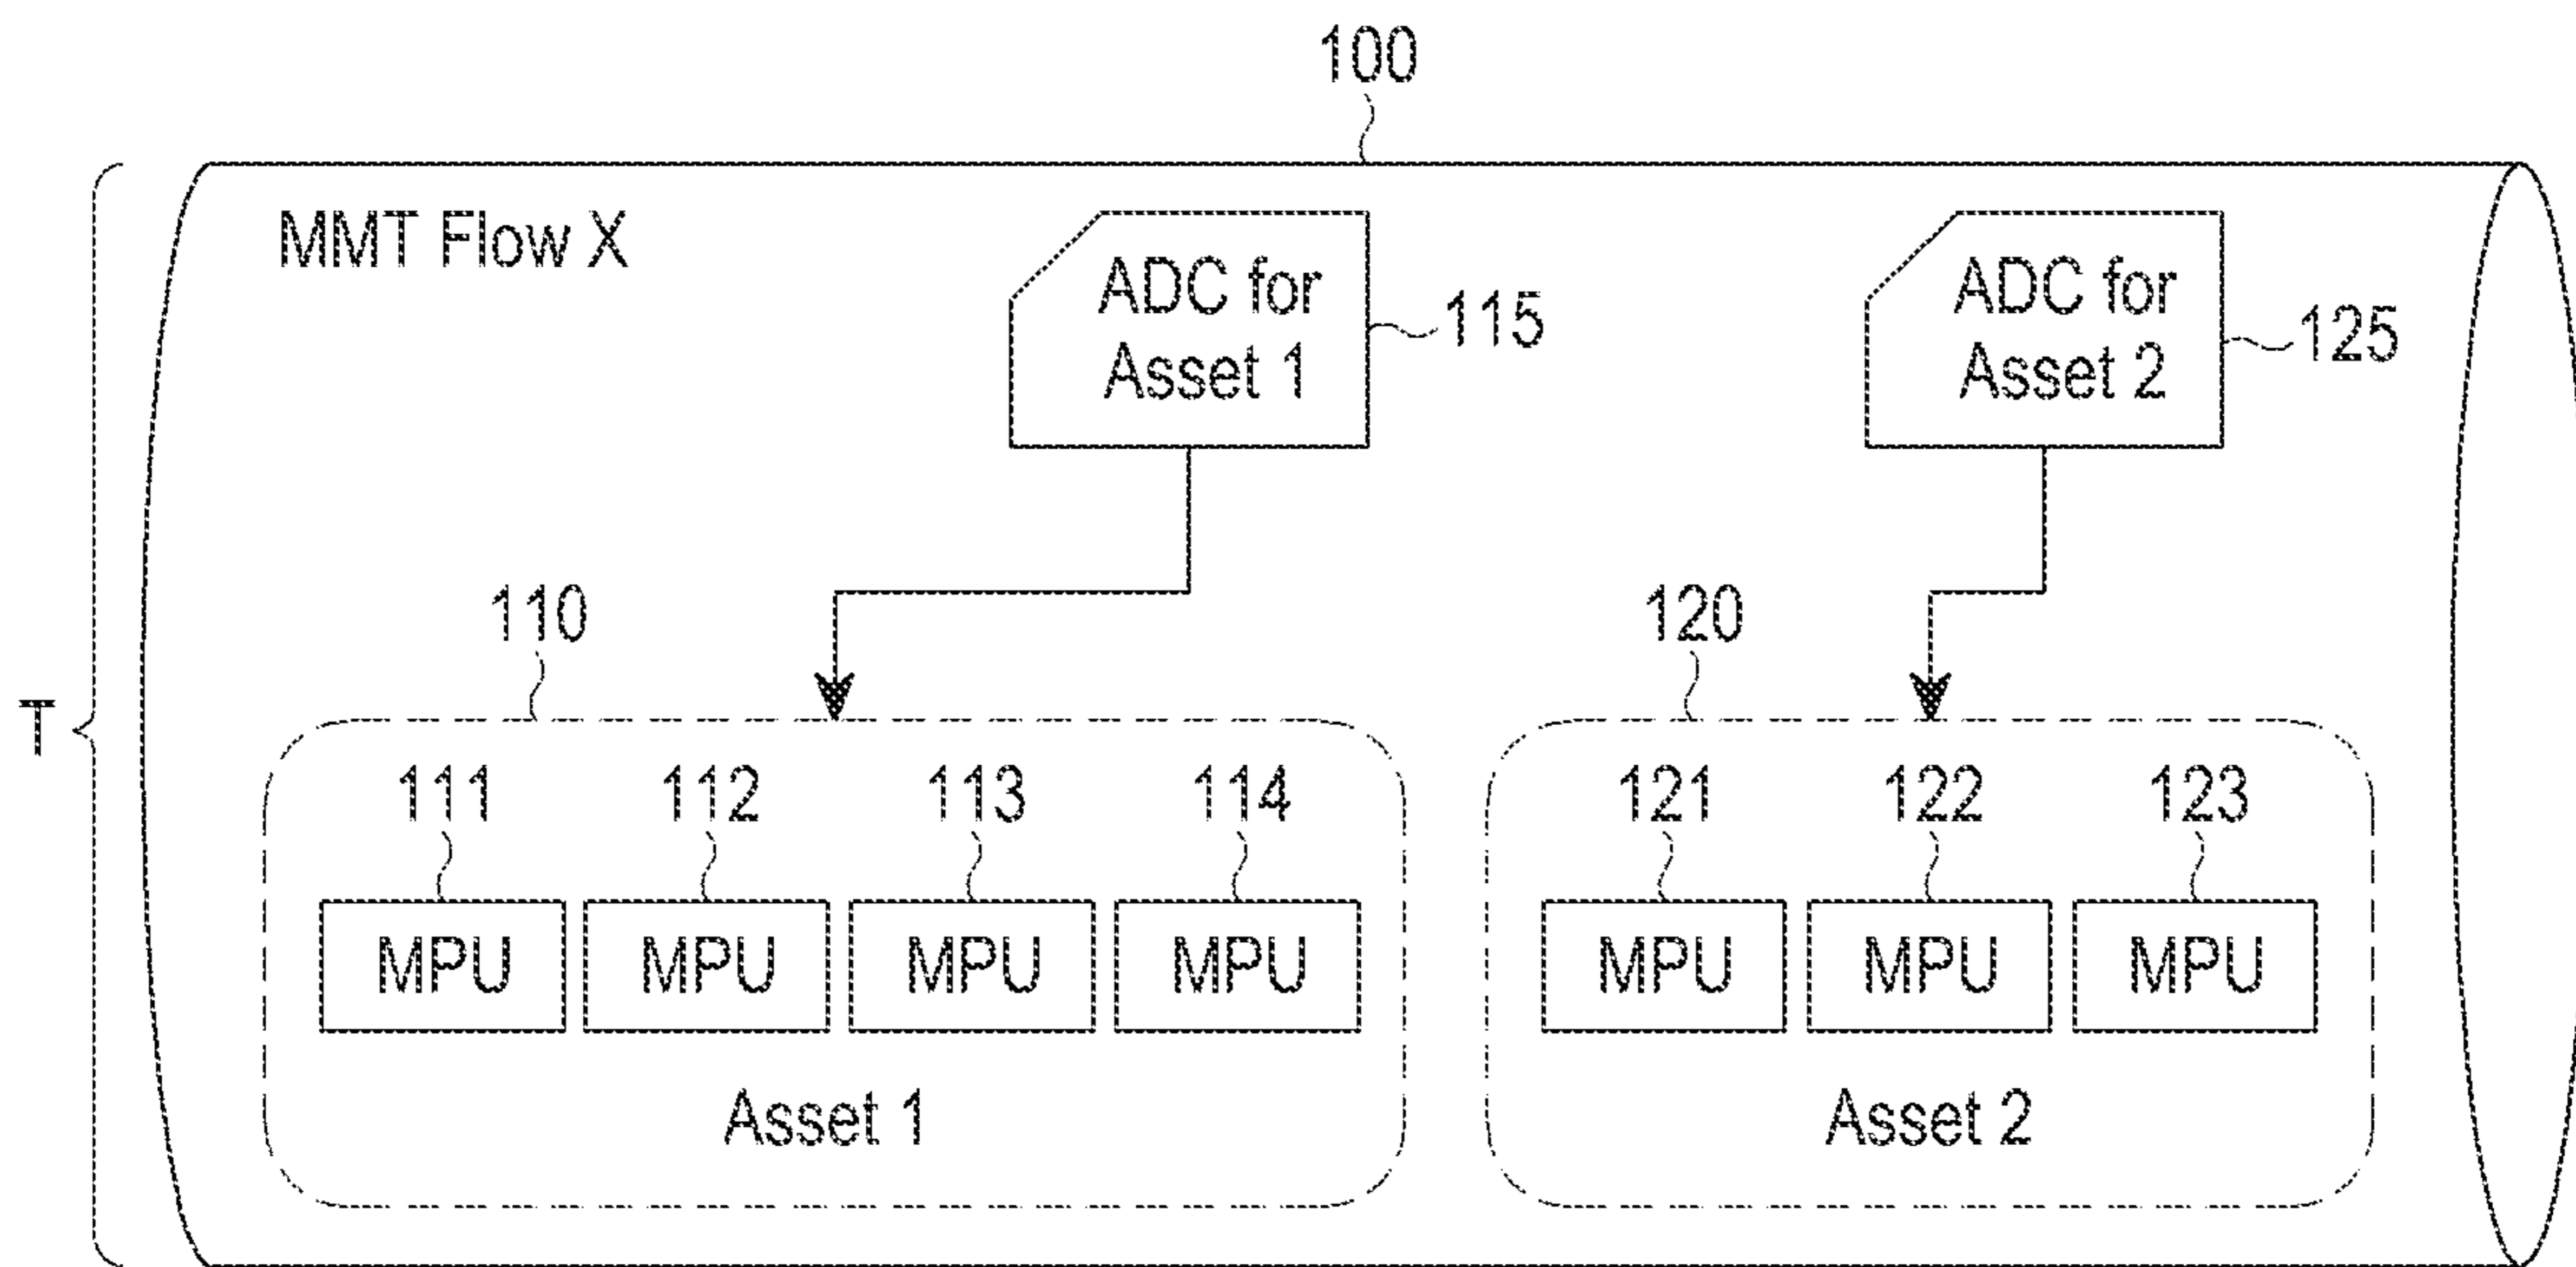 100
MMT Flow X
ADC for
Asset 1
115
ADC for
Asset 2
125
T
110
120
111
112
113
114
121
122
123
MPU
MPU
MPU
MPU
MPU
MPU
MPU
Asset 1
Asset 2